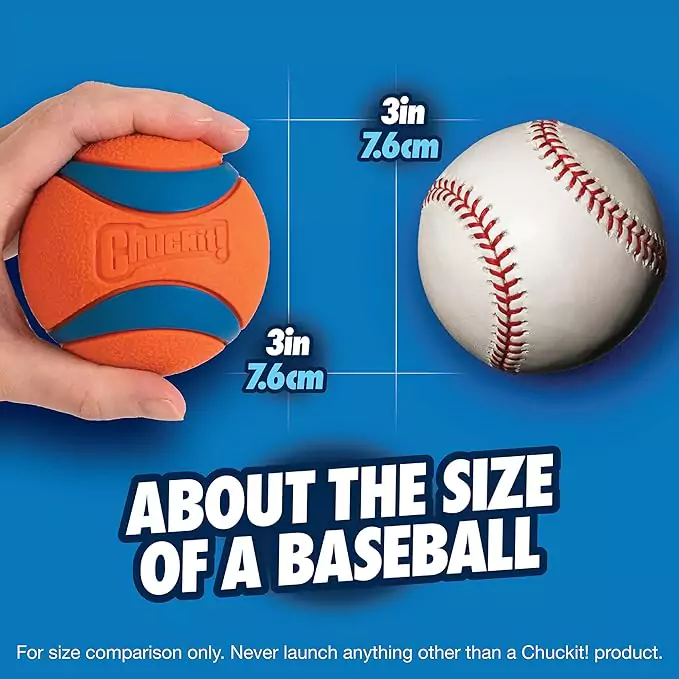 3in
7.6cm
Chuckit!
3in
7.6cm
ABOUT THE SIZE
OF A BASEBALL
For size comparison only. Never launch anything other than a Chuckit! product.